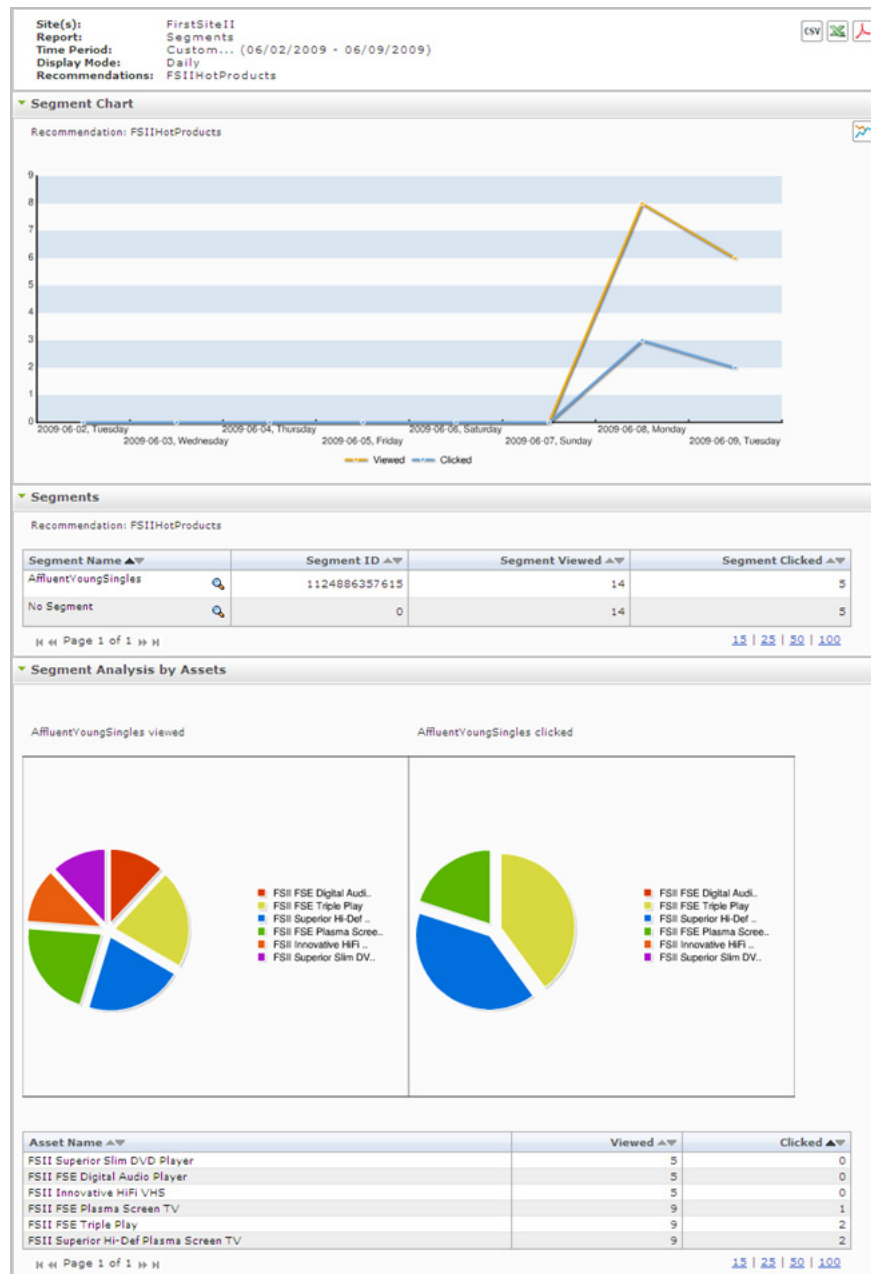 Site(s): FirstSiteII
Report: Segments
Time Period: Custom... (06/02/2009 - 06/09/2009)
Display Mode: Daily
Recommendations: FSIIHotProducts
CSV
Segment Chart
Recommendation: FSIIHotProducts
9
8
7
6
5
4
3
2
1
0
2009-06-02, Tuesday
2009-06-03, Wednesday
2009-06-04, Thursday
2009-06-05, Friday
2009-06-06, Saturday
2009-06-07, Sunday
2009-06-08, Monday
2009-06-09, Tuesday
Viewed Clicked
Segments
Recommendation: FSIIHotProducts
Segment Name Segment ID Segment Viewed Segment Clicked
AffluentYoungSingles 1124886357615 14 5
No Segment 0 14 5
Page 1 of 1 15 | 25 | 50 | 100
Segment Analysis by Assets
AffluentYoungSingles viewed
AffluentYoungSingles clicked
FSII FSE Digital Audi..
FSII FSE Triple Play
FSII Superior Hi-Def ..
FSII FSE Plasma Scree..
FSII Innovative HiFi ..
FSII Superior Slim DV..
FSII FSE Digital Audi..
FSII FSE Triple Play
FSII Superior Hi-Def ..
FSII FSE Plasma Scree..
FSII Innovative HiFi ..
FSII Superior Slim DV..
Asset Name Viewed Clicked
FSII Superior Slim DVD Player 5 0
FSII FSE Digital Audio Player 5 0
FSII Innovative HiFi VHS 5 0
FSII FSE Plasma Screen TV 9 1
FSII FSE Triple Play 9 2
FSII Superior Hi-Def Plasma Screen TV 9 2
Page 1 of 1 15 | 25 | 50 | 100